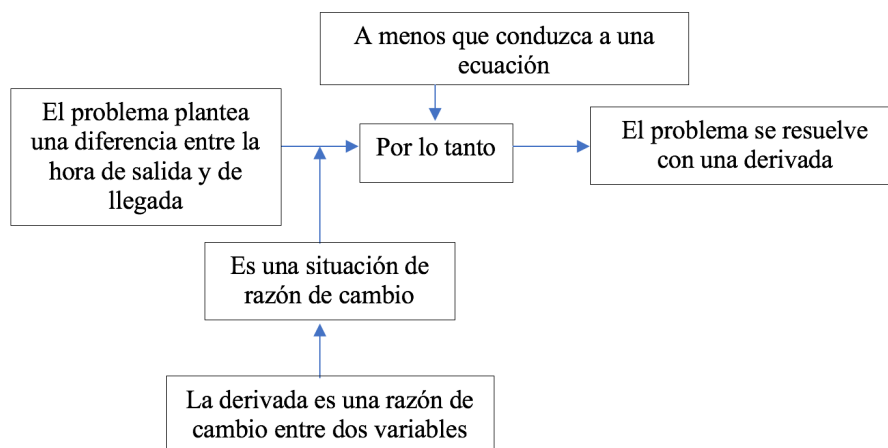 A menos que conduzca a una
ecuación
El problema plantea
una diferencia entre la
hora de salida y de
llegada
Por lo tanto
El problema se resuelve
con una derivada
Es una situación de
razón de cambio
La derivada es una razón de
cambio entre dos variables